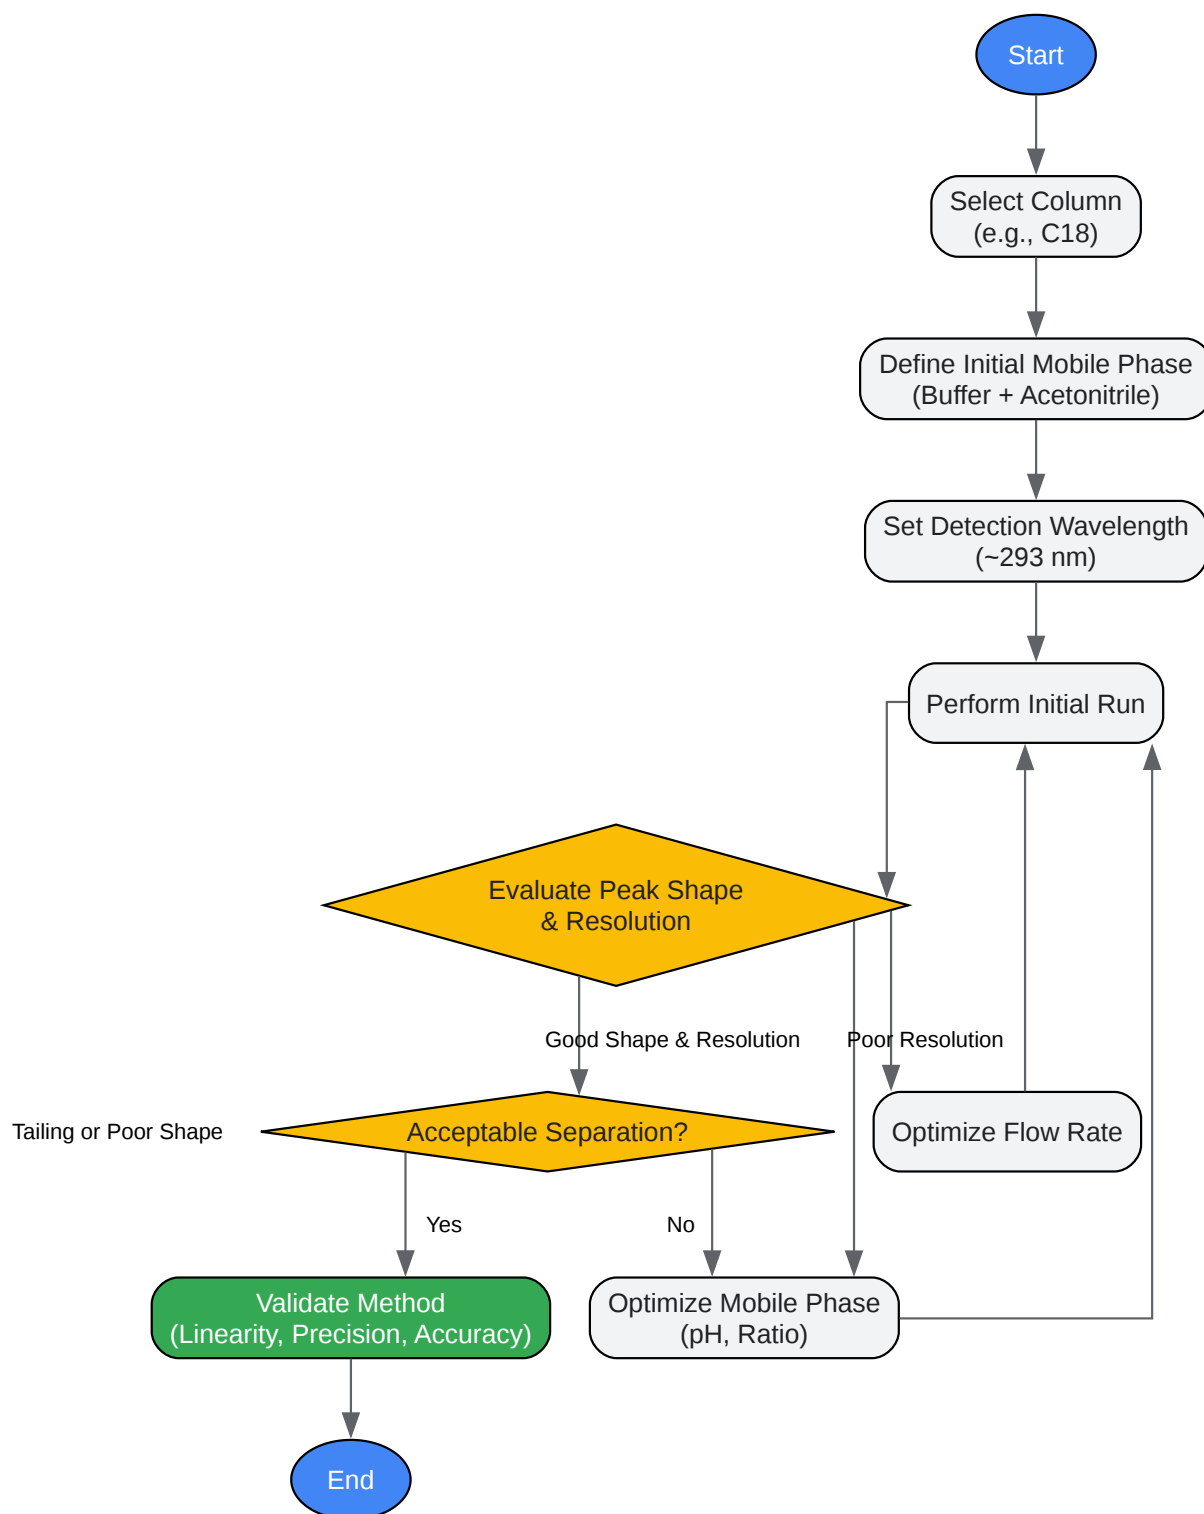 Start
Select Column
(e.g., C18)
Define Initial Mobile Phase
(Buffer + Acetonitrile)
Set Detection Wavelength
(~293 nm)
Perform Initial Run
Evaluate Peak Shape
& Resolution
Good Shape & Resolution
Poor Resolution
Tailing or Poor Shape
Acceptable Separation?
Optimize Flow Rate
Yes
No
Validate Method
(Linearity, Precision, Accuracy)
Optimize Mobile Phase
(pH, Ratio)
End